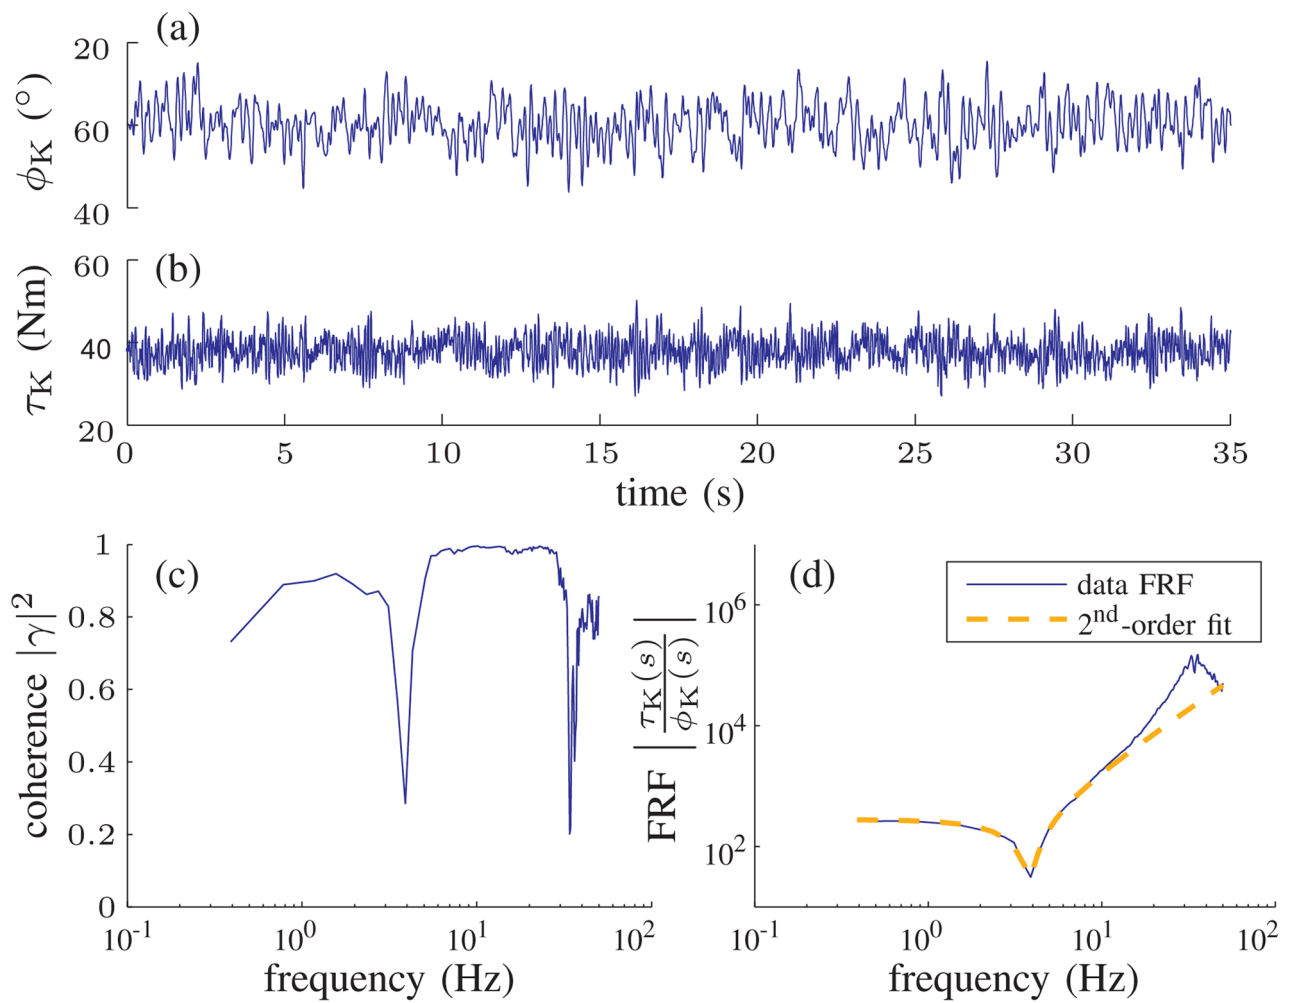 (a)
20
60
40
ϕK (°)
(b)
60
40
20
τK (Nm)
0 5 10 15 20 25 30 35
time (s)
(c)
1
0.8
0.6
0.4
0.2
0
coherence |γ|²
10-1 10⁰ 10¹ 10²
frequency (Hz)
(d)
data FRF
2nd-order fit
10⁶
10⁴
10²
FRF |τK(s)/ϕK(s)|
10-1 10⁰ 10¹ 10²
frequency (Hz)